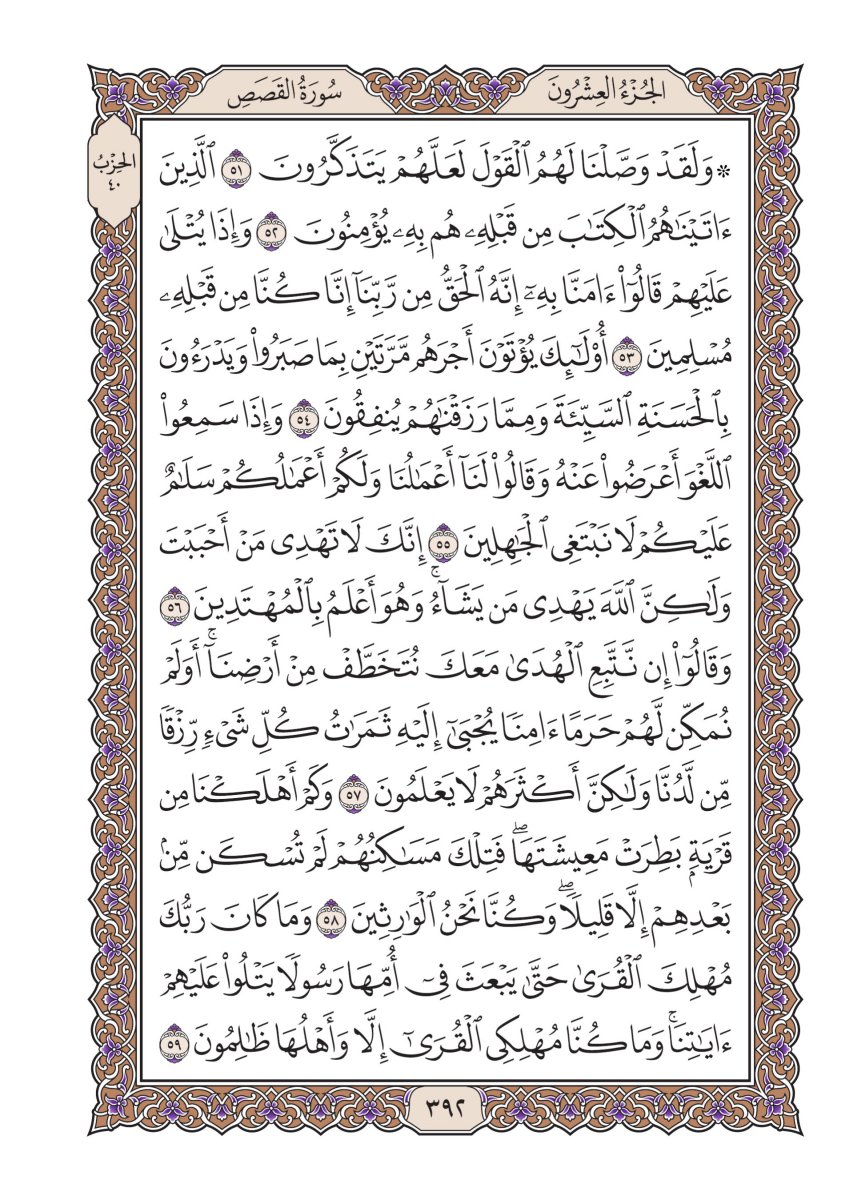 الجُزْءُ العِشْرُونَ
سُورَةُ القَصَصِ
الحِزْبُ
٤٠
۞ وَلَقَدْ وَصَّلْنَا لَهُمُ ٱلْقَوْلَ لَعَلَّهُمْ يَتَذَكَّرُونَ ٥١ ٱلَّذِينَ
ءَاتَيْنَٰهُمُ ٱلْكِتَٰبَ مِن قَبْلِهِۦ هُم بِهِۦ يُؤْمِنُونَ ٥٢ وَإِذَا يُتْلَىٰ
عَلَيْهِمْ قَالُوٓا۟ ءَامَنَّا بِهِۦٓ إِنَّهُ ٱلْحَقُّ مِن رَّبِّنَآ إِنَّا كُنَّا مِن قَبْلِهِۦ
مُسْلِمِينَ ٥٣ أُو۟لَٰٓئِكَ يُؤْتَوْنَ أَجْرَهُم مَّرَّتَيْنِ بِمَا صَبَرُوا۟ وَيَدْرَءُونَ
بِٱلْحَسَنَةِ ٱلسَّيِّئَةَ وَمِمَّا رَزَقْنَٰهُمْ يُنفِقُونَ ٥٤ وَإِذَا سَمِعُوا۟
ٱللَّغْوَ أَعْرَضُوا۟ عَنْهُ وَقَالُوا۟ لَنَآ أَعْمَٰلُنَا وَلَكُمْ أَعْمَٰلُكُمْ سَلَٰمٌ
عَلَيْكُمْ لَا نَبْتَغِى ٱلْجَٰهِلِينَ ٥٥ إِنَّكَ لَا تَهْدِى مَنْ أَحْبَبْتَ
وَلَٰكِنَّ ٱللَّهَ يَهْدِى مَن يَشَآءُ ۚ وَهُوَ أَعْلَمُ بِٱلْمُهْتَدِينَ ٥٦
وَقَالُوٓا۟ إِن نَّتَّبِعِ ٱلْهُدَىٰ مَعَكَ نُتَخَطَّفْ مِنْ أَرْضِنَآ ۚ أَوَلَمْ
نُمَكِّن لَّهُمْ حَرَمًا ءَامِنًا يُجْبَىٰٓ إِلَيْهِ ثَمَرَٰتُ كُلِّ شَىْءٍ رِّزْقًا
مِّن لَّدُنَّا وَلَٰكِنَّ أَكْثَرَهُمْ لَا يَعْلَمُونَ ٥٧ وَكَمْ أَهْلَكْنَا مِن
قَرْيَةٍۭ بَطِرَتْ مَعِيشَتَهَا ۖ فَتِلْكَ مَسَٰكِنُهُمْ لَمْ تُسْكَن مِّنۢ
بَعْدِهِمْ إِلَّا قَلِيلًا ۖ وَكُنَّا نَحْنُ ٱلْوَٰرِثِينَ ٥٨ وَمَا كَانَ رَبُّكَ
مُهْلِكَ ٱلْقُرَىٰ حَتَّىٰ يَبْعَثَ فِىٓ أُمِّهَا رَسُولًا يَتْلُوا۟ عَلَيْهِمْ
ءَايَٰتِنَا ۚ وَمَا كُنَّا مُهْلِكِى ٱلْقُرَىٰٓ إِلَّا وَأَهْلُهَا ظَٰلِمُونَ ٥٩
٣٩٢